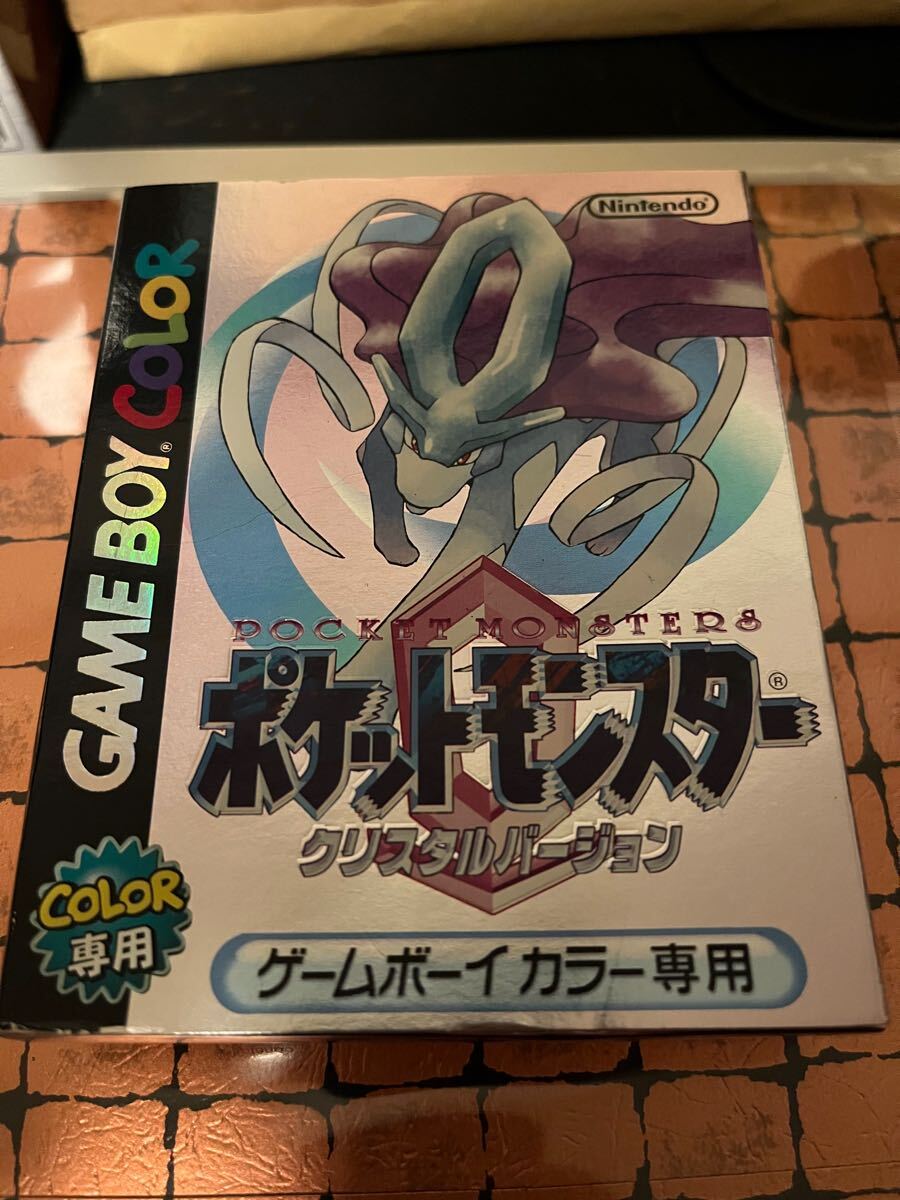 Nintendo®
GAME BOY® COLOR
POCKET MONSTERS
ポケットモンスター®
クリスタルバージョン
COLOR
専用
ゲームボーイカラー専用